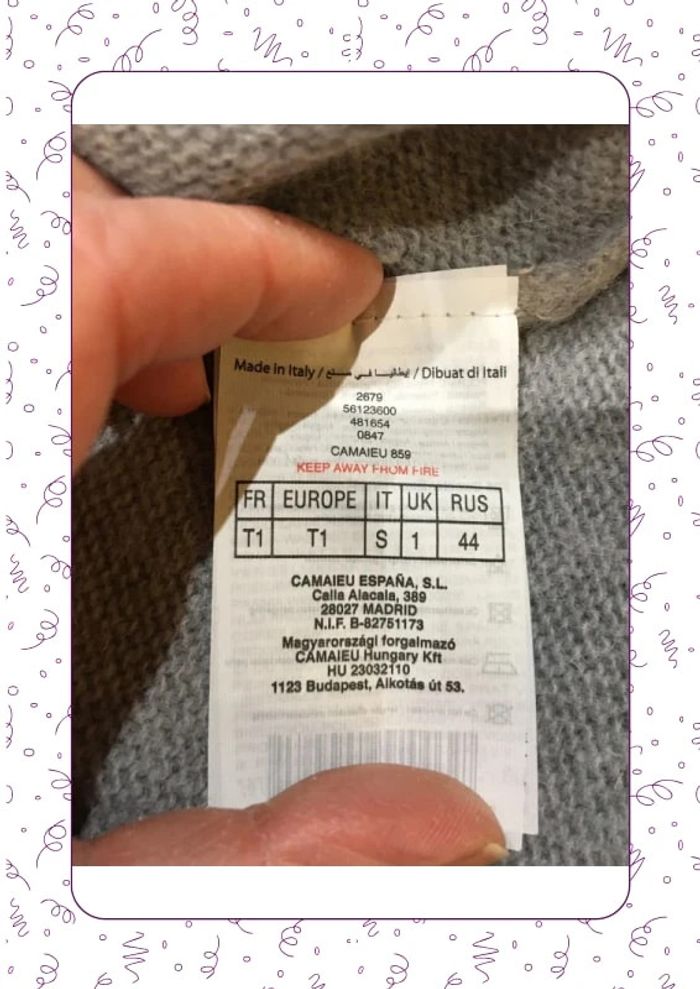 Made in Italy / صنع في إيطاليا / Dibuat di Itali
2679
56123600
481654
0847
CAMAIEU 859
KEEP AWAY FROM FIRE
FR EUROPE IT UK RUS
T1 T1 S 1 44
CAMAIEU ESPAÑA, S.L.
Calla Alacala, 389
28027 MADRID
N.I.F. B-82751173
Magyarországi forgalmazó
CAMAIEU Hungary Kft
HU 23032110
1123 Budapest, Alkotás út 53.